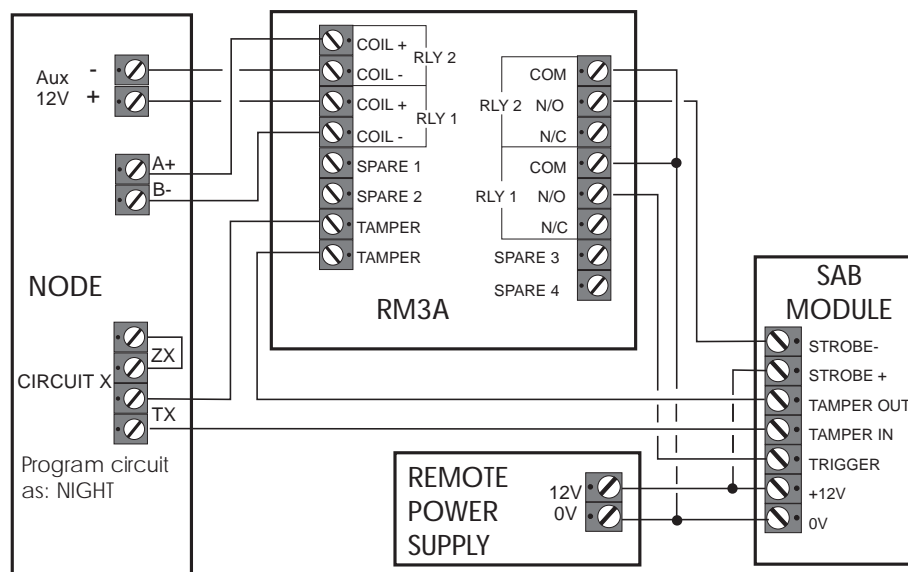 Aux -
12V +
A+
B-
NODE
ZX
CIRCUIT X
TX
Program circuit
as: NIGHT
COIL +
RLY 2
COIL -
COIL +
RLY 1
COIL -
SPARE 1
SPARE 2
TAMPER
TAMPER
RM3A
COM
RLY 2
N/O
N/C
COM
RLY 1
N/O
N/C
SPARE 3
SPARE 4
SAB
MODULE
STROBE-
STROBE +
TAMPER OUT
TAMPER IN
TRIGGER
+12V
0V
REMOTE
POWER
SUPPLY
12V
0V